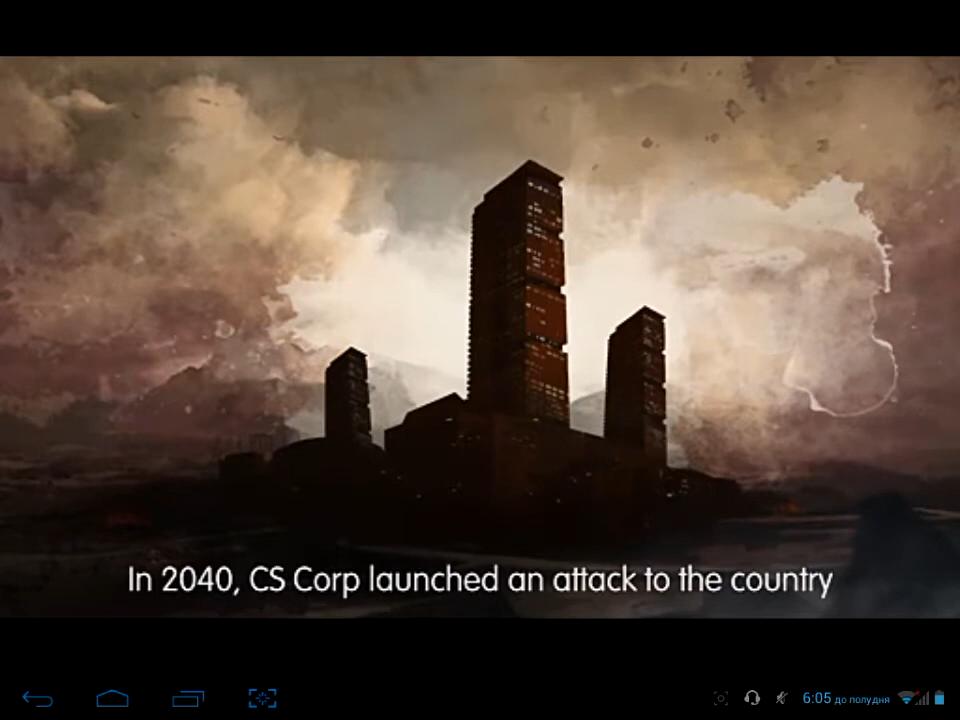 In 2040, CS Corp launched an attack to the country
6:05 до полудня